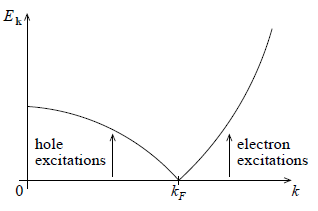 E_k
hole
excitations
electron
excitations
0
k_F
k